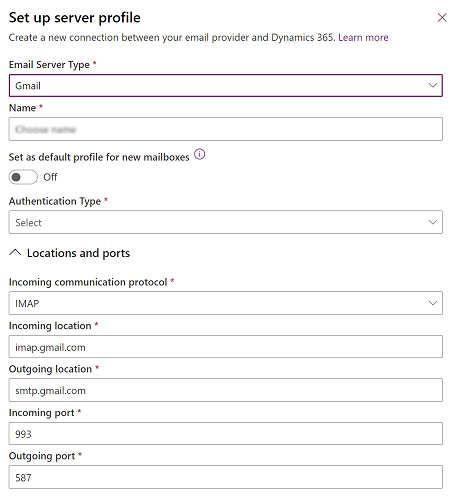 Set up server profile
Create a new connection between your email provider and Dynamics 365. Learn more
Email Server Type *
Gmail
Name *
Choose name
Set as default profile for new mailboxes
Off
Authentication Type *
Select
Locations and ports
Incoming communication protocol *
IMAP
Incoming location *
imap.gmail.com
Outgoing location *
smtp.gmail.com
Incoming port *
993
Outgoing port *
587